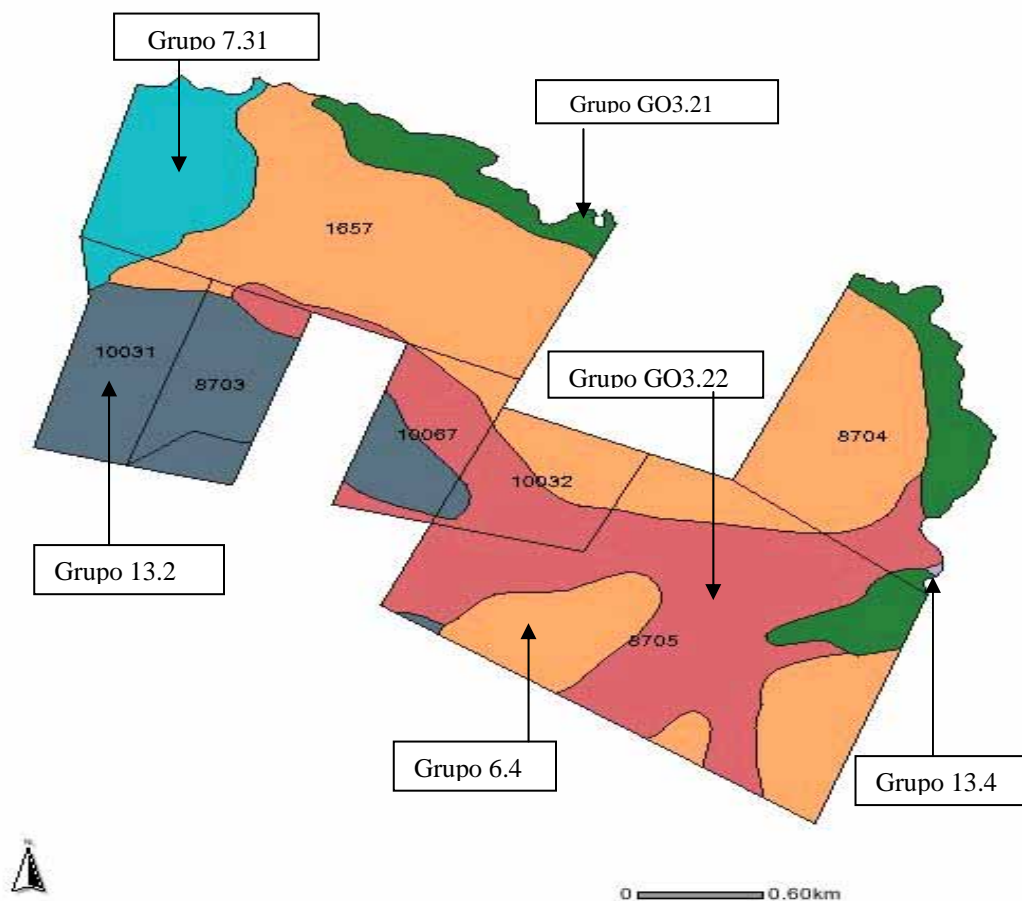 Grupo 7.31
Grupo GO3.21
1657
10031
8703
Grupo GO3.22
10067
8704
10032
Grupo 13.2
8705
Grupo 6.4
Grupo 13.4
0 0.60km